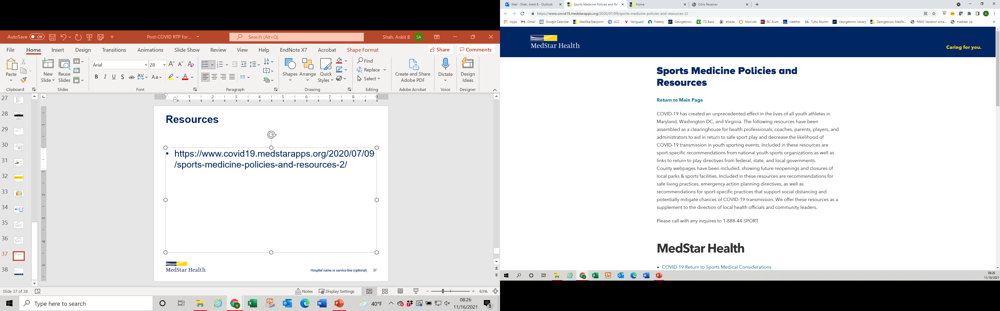 AutoSave Off Post-COVID RTP for... Search (Alt+Q) Shah, Ankit B SA
File Home Insert Design Transitions Animations Slide Show Review View Help EndNote X7 Acrobat Shape Format Share Comments
Paste
New Slide
Reuse Slides
Arial 28
B I U S ab AV Aa A
Shapes Arrange Quick Styles
Find
Replace
Select
Create and Share Adobe PDF
Dictate
Design Ideas
Clipboard Slides Font Paragraph Drawing Editing Adobe Acrobat Voice Designer
27
28
29
30
31
32
33
34
35
36
37
38
1 2 3 4 5 6 7 8 9
Resources
• https://www.covid19.medstarapps.org/2020/07/09
/sports-medicine-policies-and-resources-2/
MedStar Health
Hospital name or service line (optional) 37
Slide 37 of 38 Notes Display Settings 63%
Type here to search 40°F 08:26
11/16/2021 8
Mail - Shah, Ankit B - Outlook Sports Medicine Policies and Res Home Citrix Receiver
https://www.covid19.medstarapps.org/2020/07/09/sports-medicine-policies-and-resources-2/
Apps Gmail Google Calendar MedStarStarpoint ACC Vanguard Fidelity Georgetown TD Bank etrade Marriott BC Alum weather Tufts Alumni Georgetown Library Georgetown-MedSt... MMG Vacation sche... medstar irb »
MedStar Health
Caring for you.
Sports Medicine Policies and
Resources
Return to Main Page
COVID-19 has created an unprecedented effect in the lives of all youth athletes in
Maryland, Washington DC, and Virginia. The following resources have been
assembled as a clearinghouse for health professionals, coaches, parents, players, and
administrators to aid in return to safe sport play and decrease the likelihood of
COVID-19 transmission in youth sporting events. Included in these resources are
sport-specific recommendations from national youth sports organizations as well as
links to return to play directives from federal, state, and local governments.
County webpages have been included, showing future reopenings and closures of
local parks & sports facilities. Included in these resources are recommendations for
safe living practices, emergency action planning directives, as well as
recommendations for sport-specific practices that support social distancing and
potentially mitigate chances of COVID-19 transmission. We offer these resources as a
supplement to the direction of local health officials and community leaders.
Please call with any inquires to 1-888-44-SPORT
MedStar Health
• COVID-19 Return to Sports Medical Considerations
08:26
11/16/2021